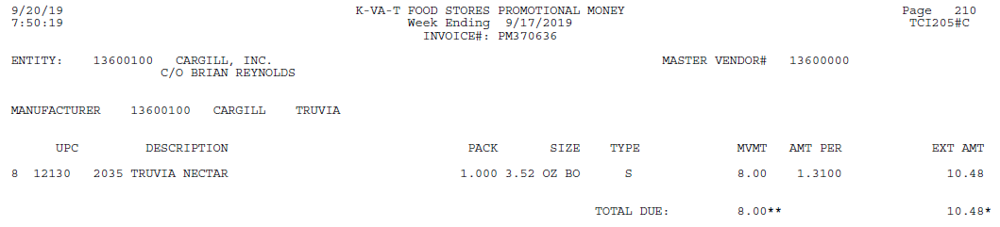 9/20/19 K-VA-T FOOD STORES PROMOTIONAL MONEY Page 210
7:50:19 Week Ending 9/17/2019 TCI205#C
INVOICE#: PM370636
ENTITY: 13600100 CARGILL, INC. MASTER VENDOR# 13600000
C/O BRIAN REYNOLDS
MANUFACTURER 13600100 CARGILL TRUVIA
UPC DESCRIPTION PACK SIZE TYPE MVMT AMT PER EXT AMT
8 12130 2035 TRUVIA NECTAR 1.000 3.52 OZ BO S 8.00 1.3100 10.48
TOTAL DUE: 8.00** 10.48*